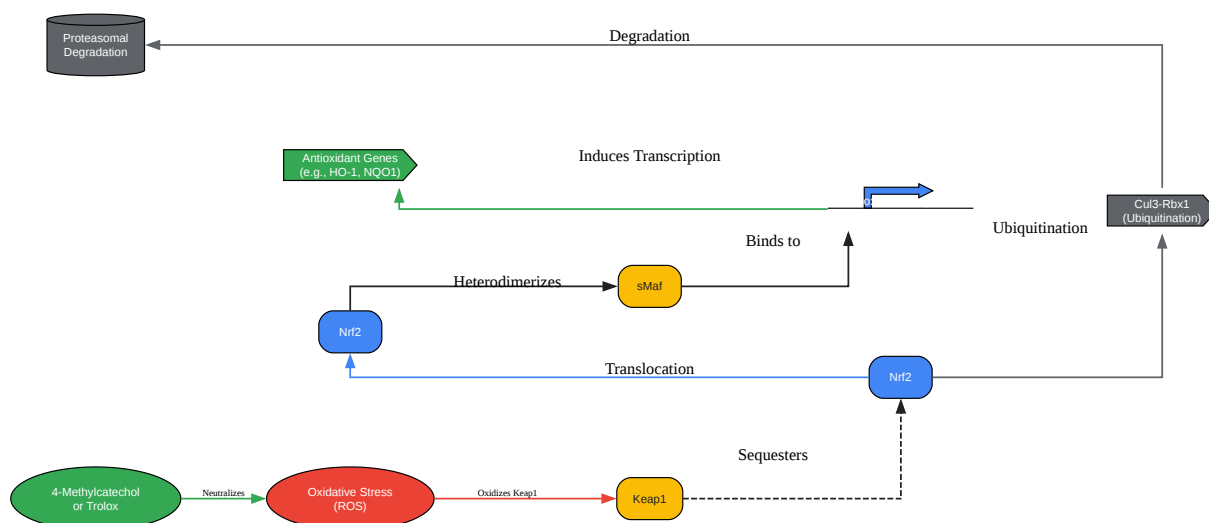 Proteasomal
Degradation
Degradation
Antioxidant Genes
(e.g., HO-1, NQO1)
Induces Transcription
Cul3-Rbx1
(Ubiquitination)
Ubiquitination
Binds to
Heterodimerizes
sMaf
Nrf2
Translocation
Nrf2
Sequesters
4-Methylcatechol
or Trolox
Neutralizes
Oxidative Stress
(ROS)
Oxidizes Keap1
Keap1